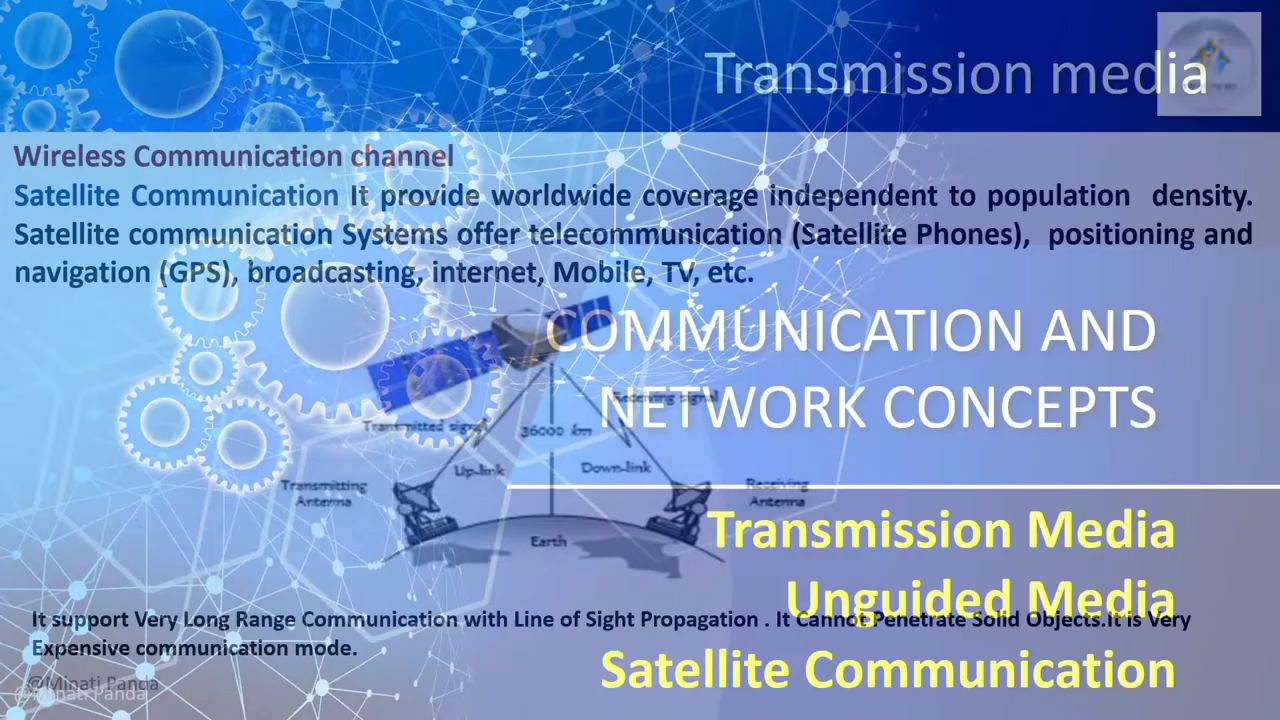 Transmission media
Wireless Communication channel
Satellite Communication It provide worldwide coverage independent to population density.
Satellite communication Systems offer telecommunication (Satellite Phones), positioning and
navigation (GPS), broadcasting, internet, Mobile, TV, etc.
COMMUNICATION AND
NETWORK CONCEPTS
Receiving signal
Transmitted signal
36000 km
Up-link
Down-link
Transmitting
Antenna
Receiving
Antenna
Earth
Transmission Media
Unguided Media
Satellite Communication
It support Very Long Range Communication with Line of Sight Propagation . It Cannot Penetrate Solid Objects.It is Very
Expensive communication mode.
@Minati Panda
@Minati Panda